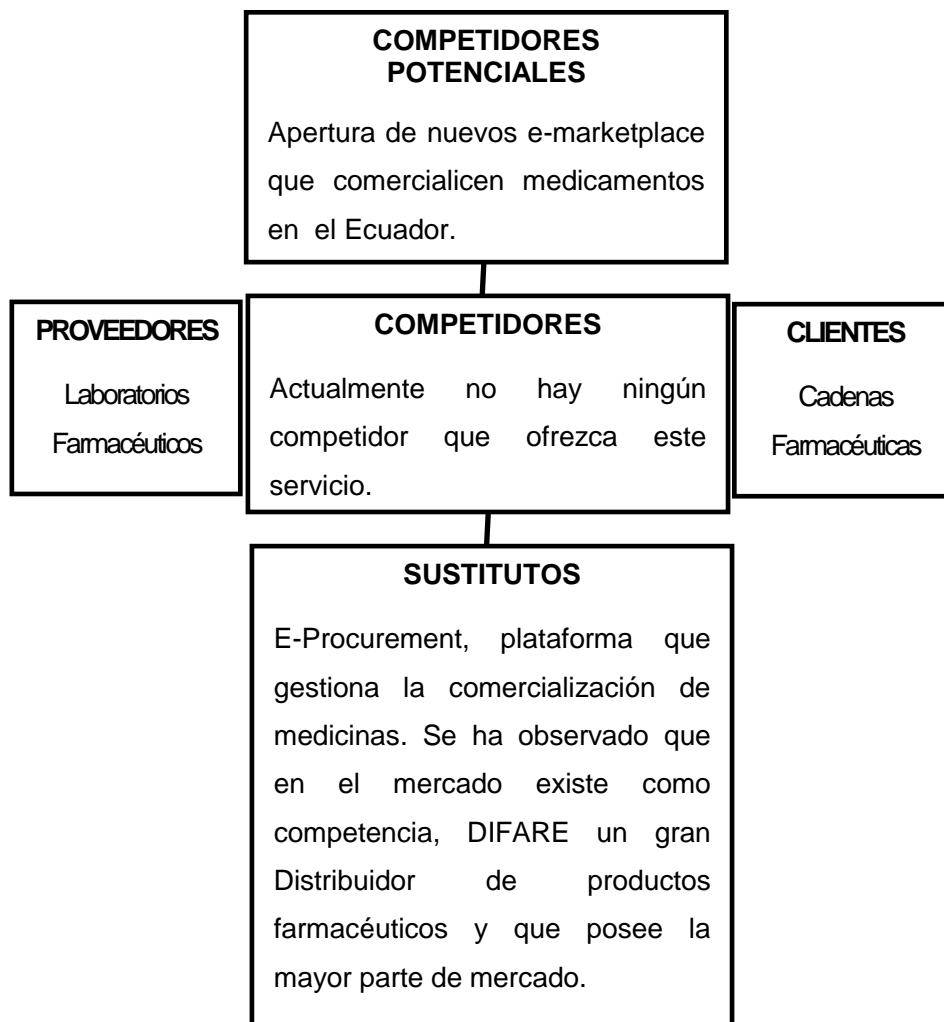 COMPETIDORES
POTENCIALES
Apertura de nuevos e-marketplace
que comercialicen medicamentos
en el Ecuador.
PROVEEDORES
Laboratorios
Farmacéuticos
COMPETIDORES
Actualmente no hay ningún
competidor que ofrezca este
servicio.
CLIENTES
Cadenas
Farmacéuticas
SUSTITUTOS
E-Procurement, plataforma que
gestiona la comercialización de
medicinas. Se ha observado que
en el mercado existe como
competencia, DIFARE un gran
Distribuidor de productos
farmacéuticos y que posee la
mayor parte de mercado.